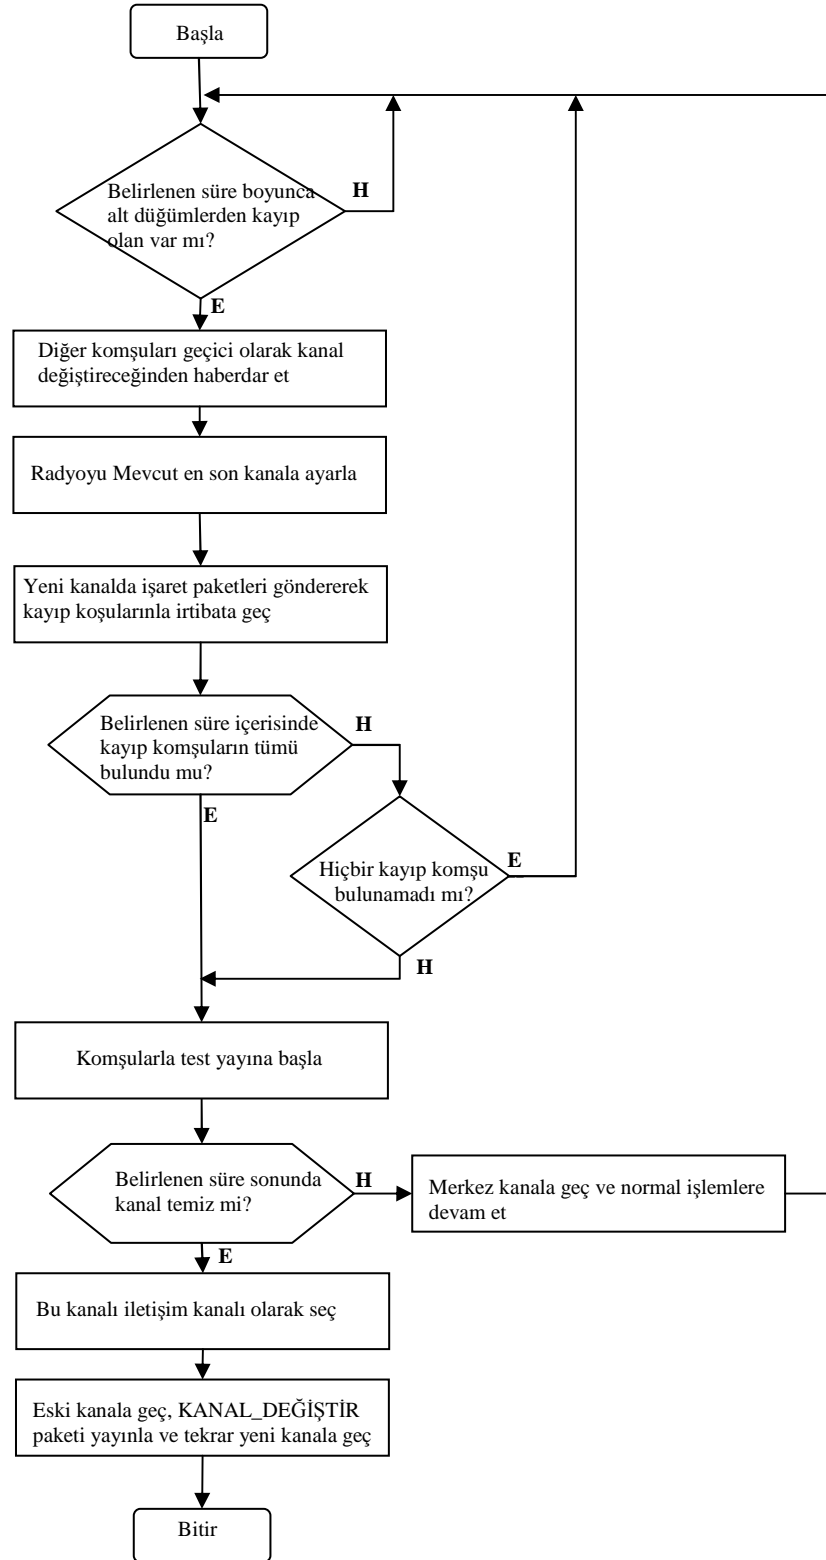 Başla
Belirlenen süre boyunca
alt düğümlerden kayıp
olan var mı?
H
E
Diğer komşuları geçici olarak kanal
değiştireceğinden haberdar et
Radyoyu Mevcut en son kanala ayarla
Yeni kanalda işaret paketleri göndererek
kayıp koşularınla irtibata geç
Belirlenen süre içerisinde
kayıp komşuların tümü
bulundu mu?
H
E
Hiçbir kayıp komşu
bulunamadı mı?
E
H
Komşularla test yayına başla
Belirlenen süre sonunda
kanal temiz mi?
H
Merkez kanala geç ve normal işlemlere
devam et
E
Bu kanalı iletişim kanalı olarak seç
Eski kanala geç, KANAL_DEĞİŞTİR
paketi yayınla ve tekrar yeni kanala geç
Bitir